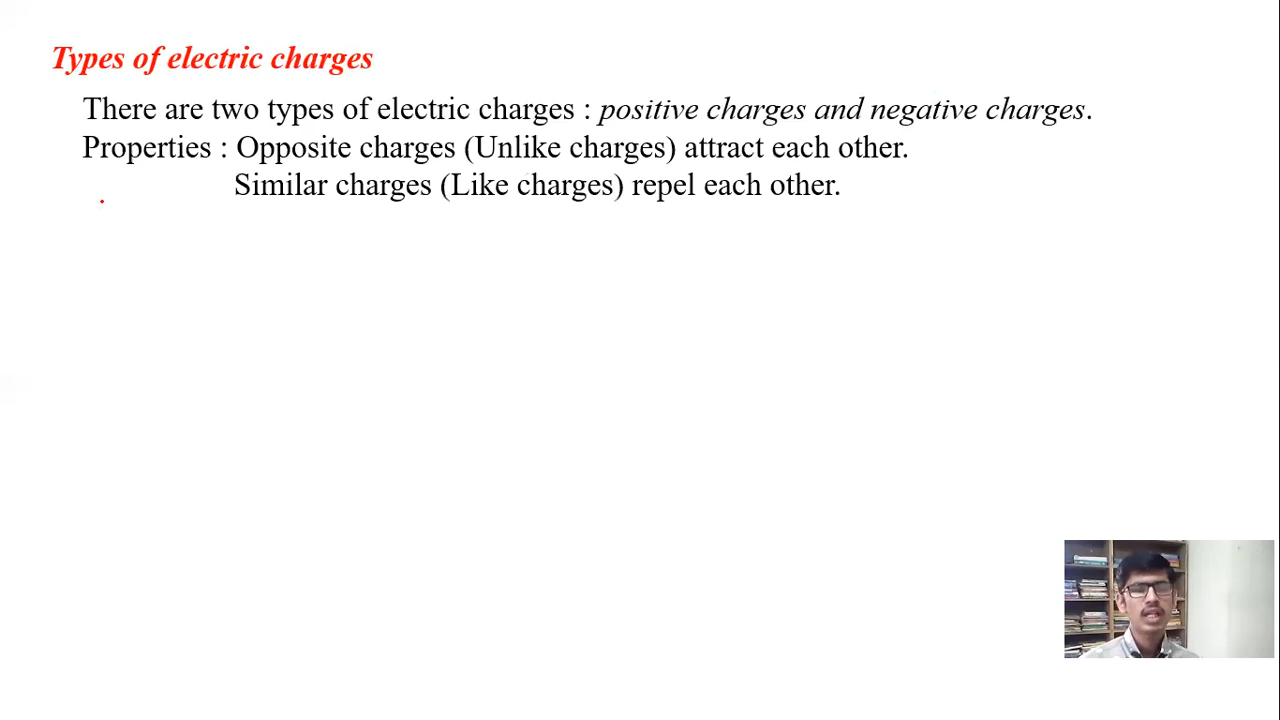 Types of electric charges
There are two types of electric charges : positive charges and negative charges.
Properties : Opposite charges (Unlike charges) attract each other.
Similar charges (Like charges) repel each other.